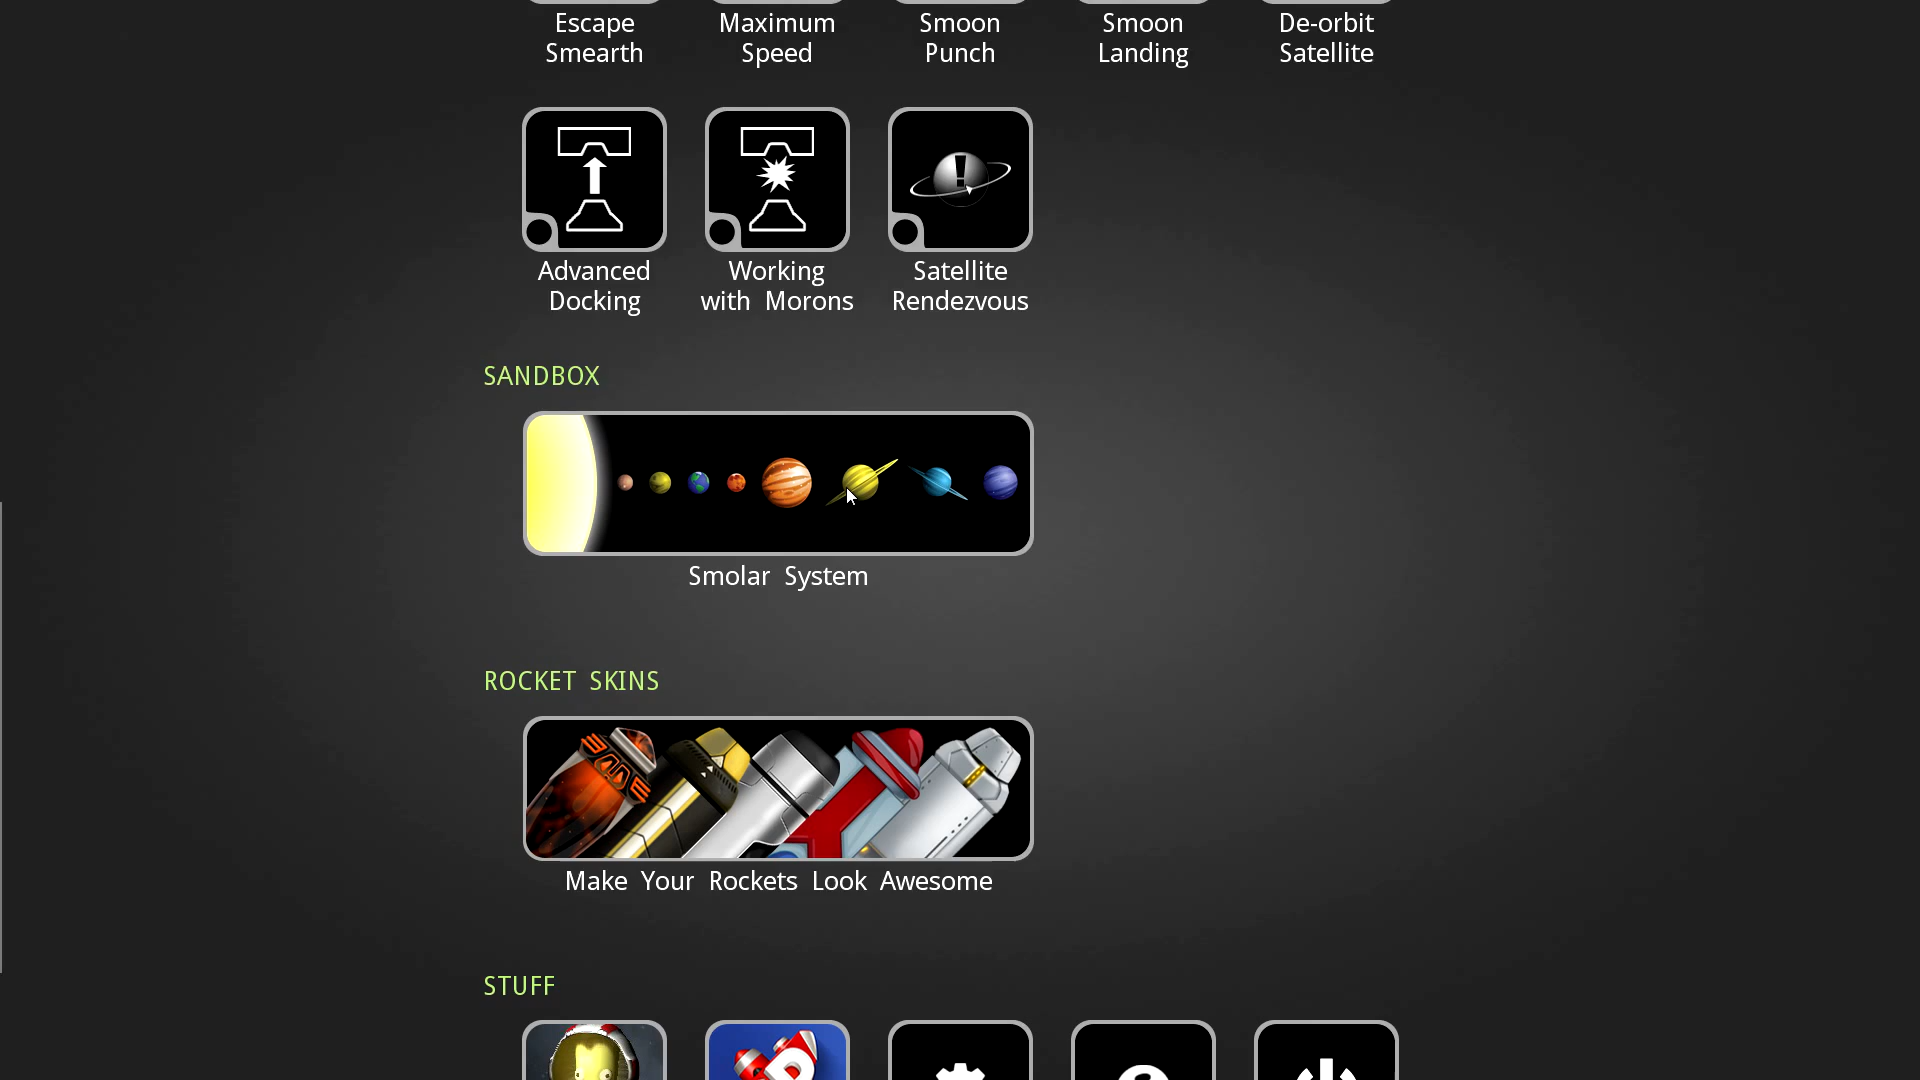 Escape
Smearth
Maximum
Speed
Smoon
Punch
Smoon
Landing
De-orbit
Satellite
Advanced
Docking
Working
with Morons
Satellite
Rendezvous
SANDBOX
Smolar System
ROCKET SKINS
Make Your Rockets Look Awesome
STUFF